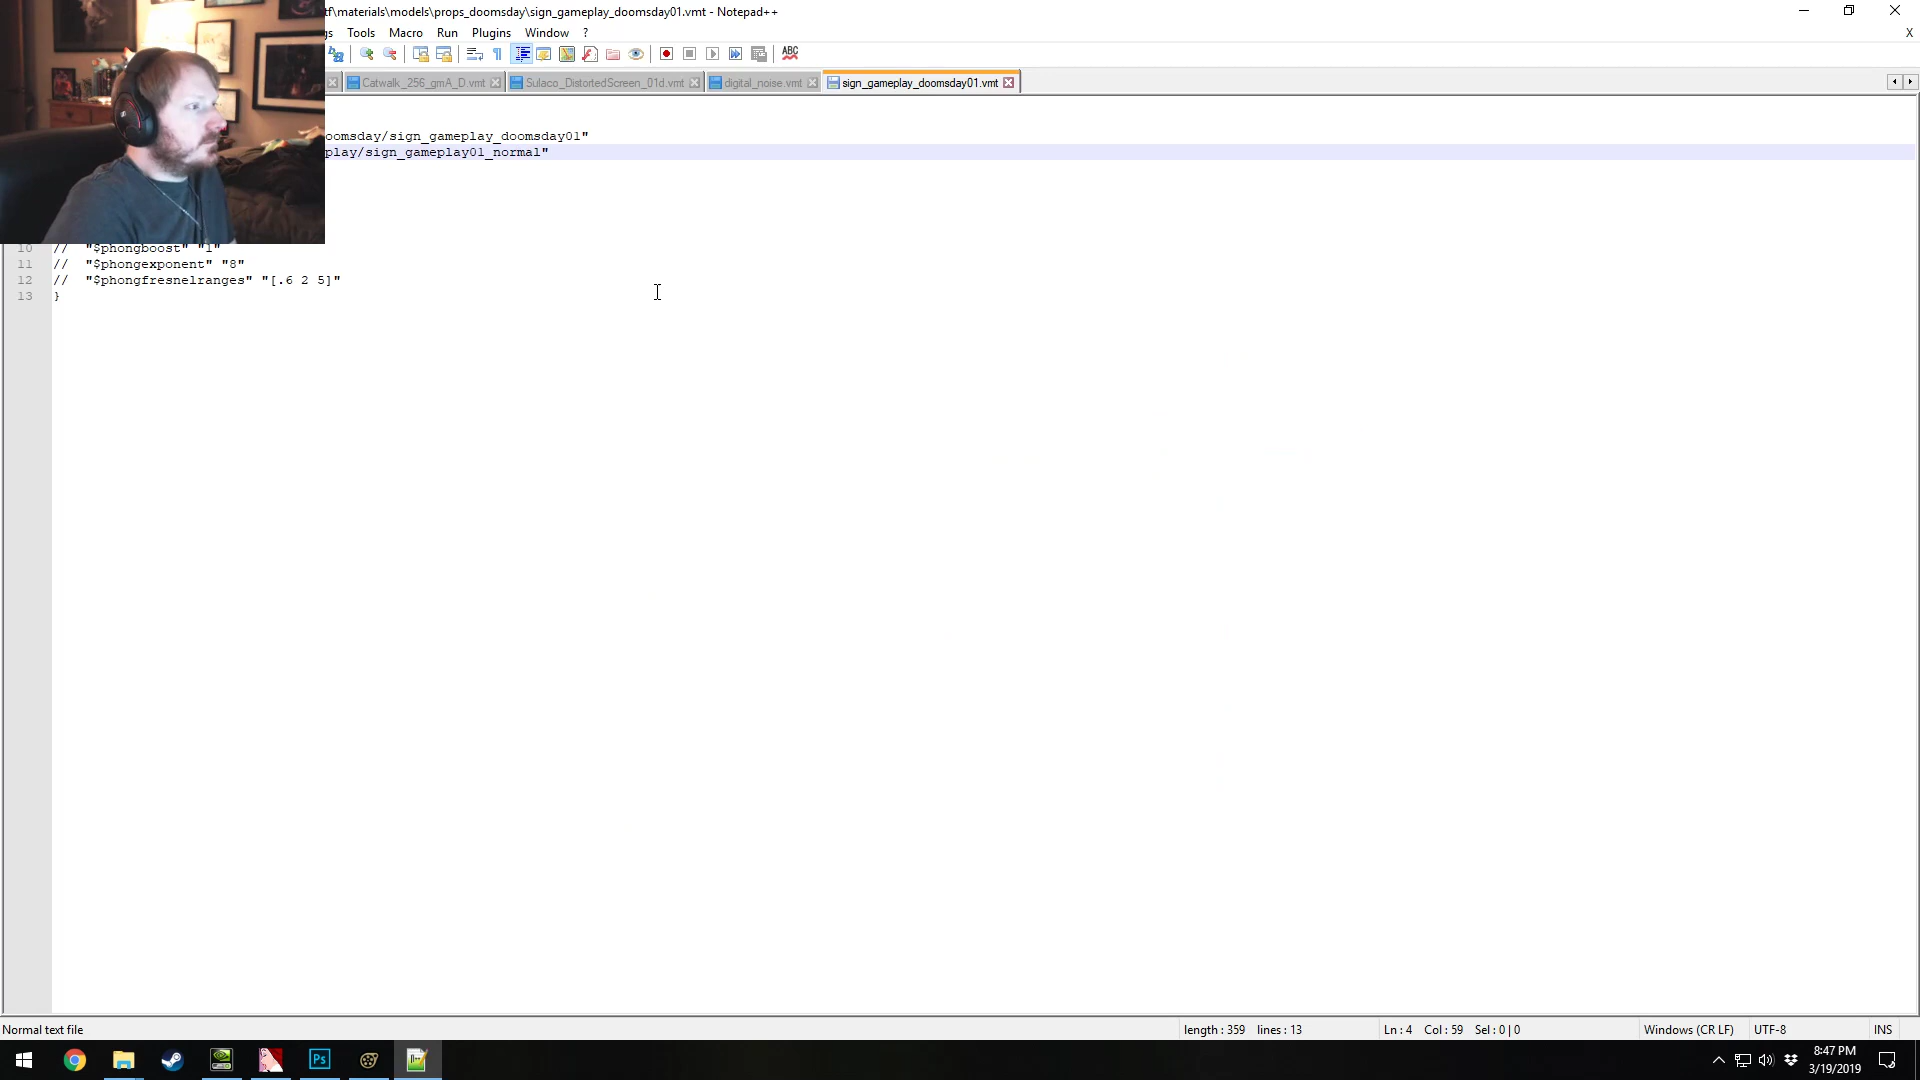 tf\materials\models\props_doomsday\sign_gameplay_doomsday01.vmt - Notepad++
gs Tools Macro Run Plugins Window ? X
ABC
Catwalk_256_gmA_D.vmt Sulaco_DistortedScreen_01d.vmt digital_noise.vmt sign_gameplay_doomsday01.vmt
oomsday/sign_gameplay_doomsday01"
play/sign_gameplay01_normal"
10 // "$phongboost" "1"
11 // "$phongexponent" "8"
12 // "$phongfresnelranges" "[.6 2 5]"
13 }
Normal text file length : 359 lines : 13 Ln : 4 Col : 59 Sel : 0 | 0 Windows (CR LF) UTF-8 INS
Ps
8:47 PM
3/19/2019